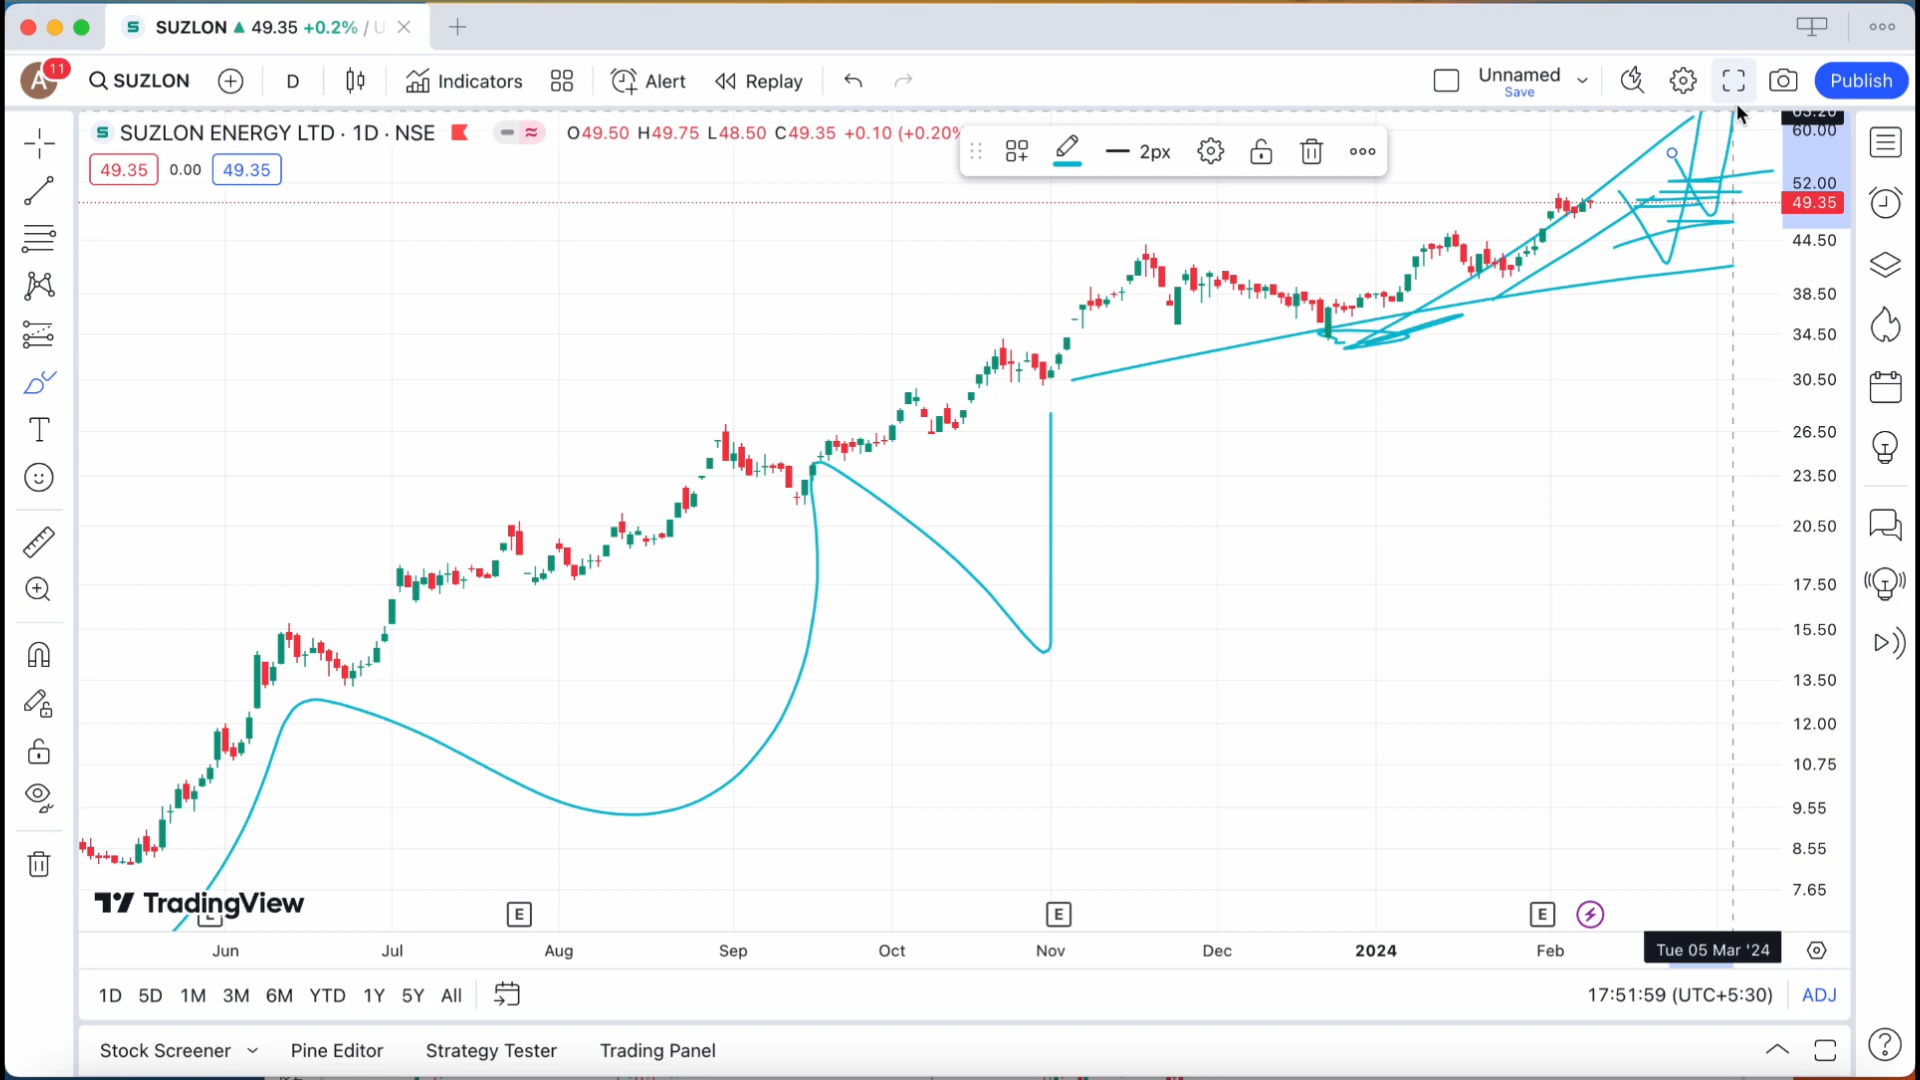 SUZLON ▲ 49.35 +0.2% / U
A 11 SUZLON D Indicators Alert Replay Unnamed Save Publish
SUZLON ENERGY LTD · 1D · NSE O49.50 H49.75 L48.50 C49.35 +0.10 (+0.20%
49.35 0.00 49.35
2px
60.00
52.00
49.35
44.50
38.50
34.50
30.50
26.50
23.50
20.50
17.50
15.50
13.50
12.00
10.75
9.55
8.55
7.65
TradingView
E E E E
Jun Jul Aug Sep Oct Nov Dec 2024 Feb Tue 05 Mar '24
1D 5D 1M 3M 6M YTD 1Y 5Y All 17:51:59 (UTC+5:30) ADJ
Stock Screener Pine Editor Strategy Tester Trading Panel